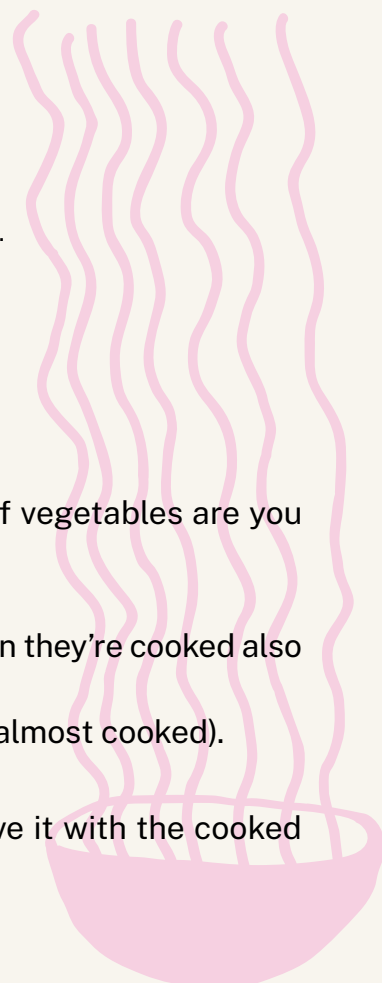 .
f vegetables are you
n they’re cooked also
almost cooked).
ve it with the cooked